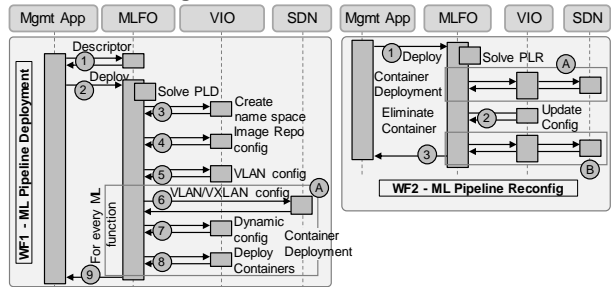 Mgmt App MLFO VIO SDN
WF1 - ML Pipeline Deployment
Descriptor
1
Deploy
2
Solve PLD
3
Create
name space
4
Image Repo
config
5
VLAN config
A
For every ML
function
6
VLAN/VXLAN config
7
Dynamic
config
Container
Deployment
8
Deploy
Containers
9
Mgmt App MLFO VIO SDN
1
Deploy
Solve PLR
A
Container
Deployment
Eliminate
Container
2
Update
Config
3
B
WF2 - ML Pipeline Reconfig